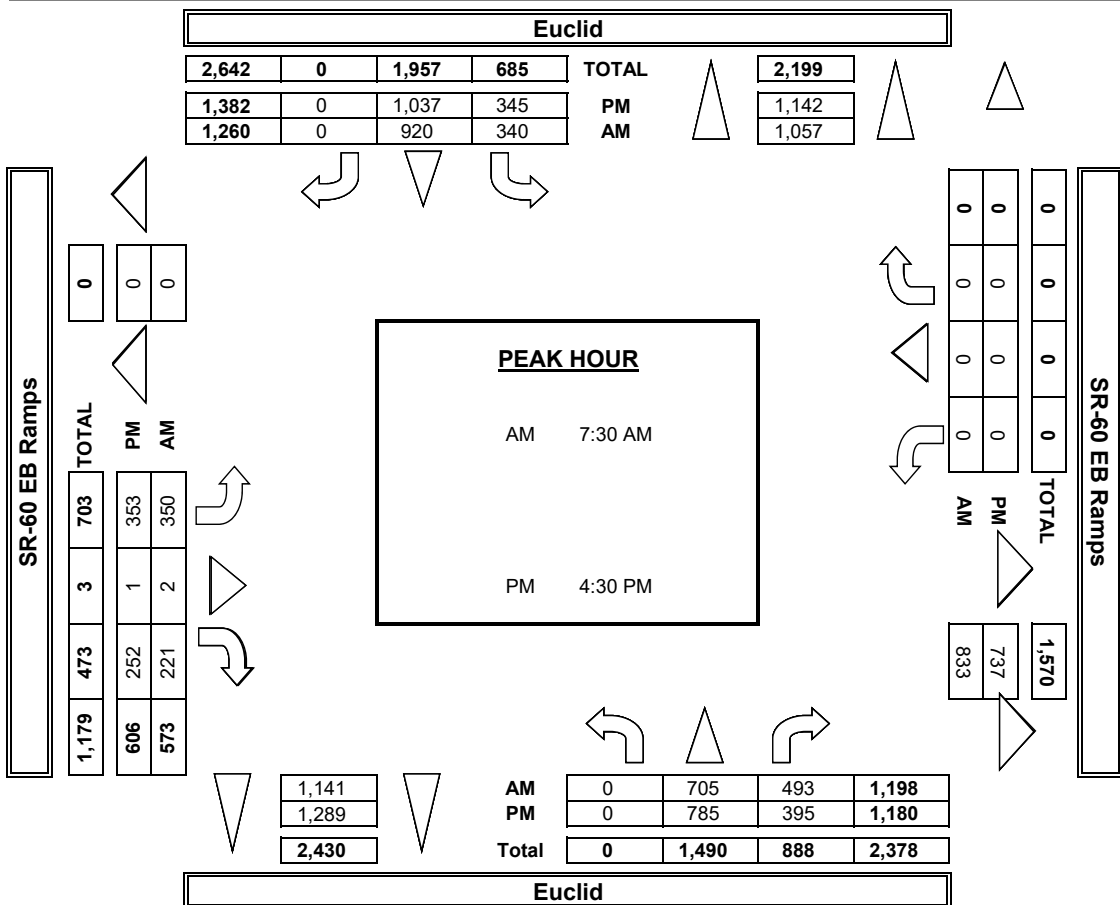 Euclid
2,642 0 1,957 685 TOTAL 2,199
1,382 0 1,037 345 PM 1,142
1,260 0 920 340 AM 1,057
SR-60 EB Ramps
0 0 0
TOTAL PM AM
703 353 350
3 1 2
473 252 221
1,179 606 573
PEAK HOUR
AM 7:30 AM
PM 4:30 PM
0 0 0
0 0 0
0 0 0
0 0 0
AM PM TOTAL
833 737 1,570
SR-60 EB Ramps
1,141 AM 0 705 493 1,198
1,289 PM 0 785 395 1,180
2,430 Total 0 1,490 888 2,378
Euclid